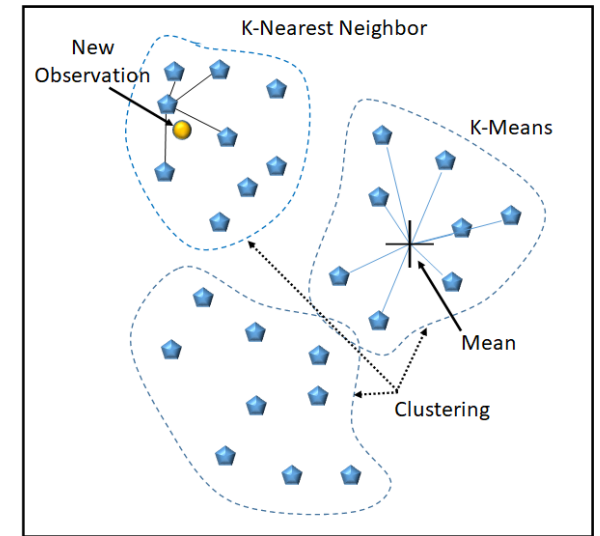 K-Nearest Neighbor
New
Observation
K-Means
Mean
Clustering